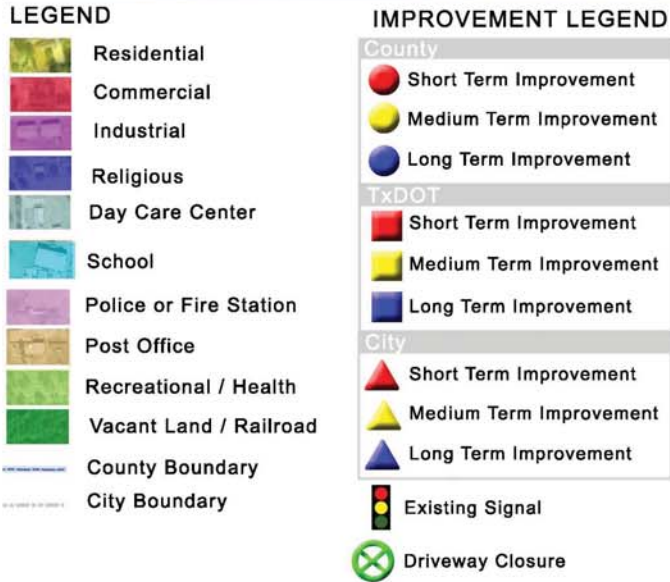 LEGEND
Residential
Commercial
Industrial
Religious
Day Care Center
School
Police or Fire Station
Post Office
Recreational / Health
Vacant Land / Railroad
County Boundary
City Boundary
IMPROVEMENT LEGEND
County
Short Term Improvement
Medium Term Improvement
Long Term Improvement
TxDOT
Short Term Improvement
Medium Term Improvement
Long Term Improvement
City
Short Term Improvement
Medium Term Improvement
Long Term Improvement
Existing Signal
Driveway Closure